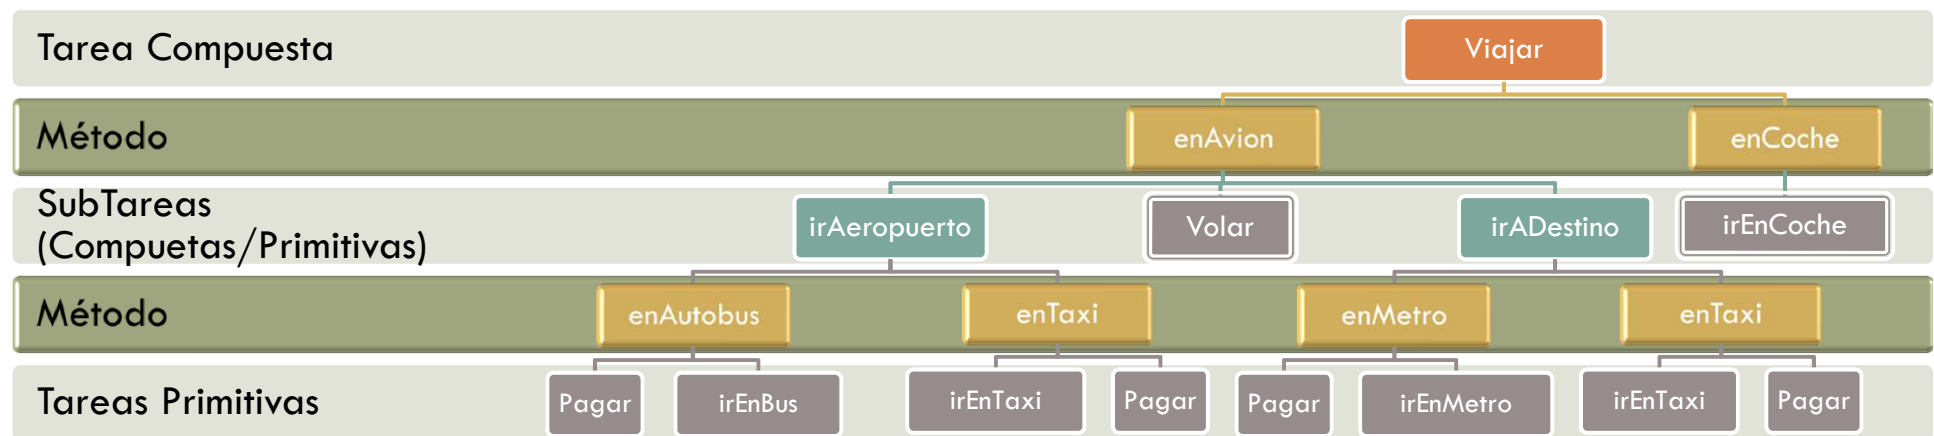 Tarea Compuesta
Viajar
Método
enAvion
enCoche
SubTareas
(Compuetas/Primitivas)
irAeropuerto
Volar
irADestino
irEnCoche
Método
enAutobus
enTaxi
enMetro
enTaxi
Tareas Primitivas
Pagar
irEnBus
irEnTaxi
Pagar
Pagar
irEnMetro
irEnTaxi
Pagar